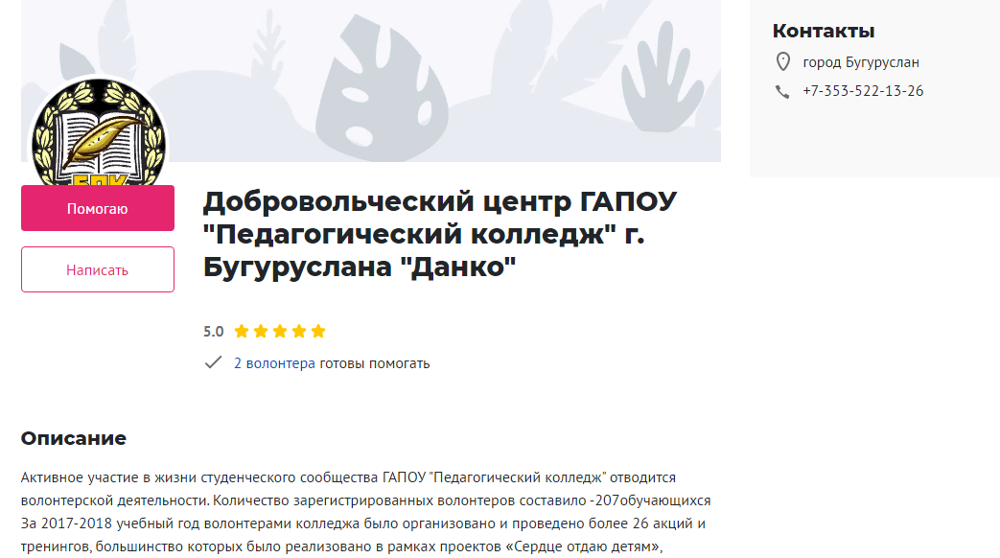 Контакты
город Бугуруслан
+7-353-522-13-26
БПК
Помогаю
Написать
Добровольческий центр ГАПОУ
"Педагогический колледж" г.
Бугуруслана "Данко"
5.0
2 волонтера готовы помогать
Описание
Активное участие в жизни студенческого сообщества ГАПОУ "Педагогический колледж" отводится
волонтерской деятельности. Количество зарегистрированных волонтеров составило -207обучающихся
За 2017-2018 учебный год волонтерами колледжа было организовано и проведено более 26 акций и
тренингов, большинство которых было реализовано в рамках проектов «Сердце отдаю детям»,